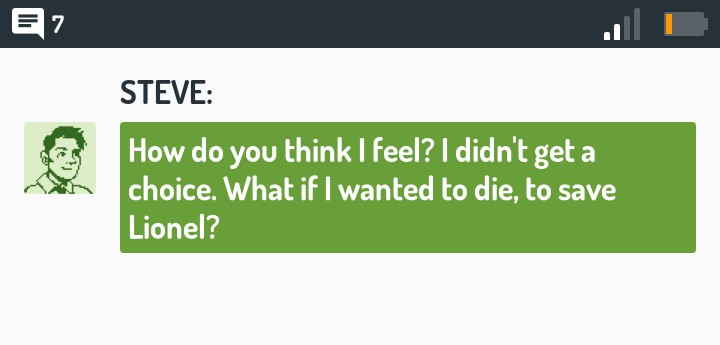 7
STEVE:
How do you think I feel? I didn't get a
choice. What if I wanted to die, to save
Lionel?